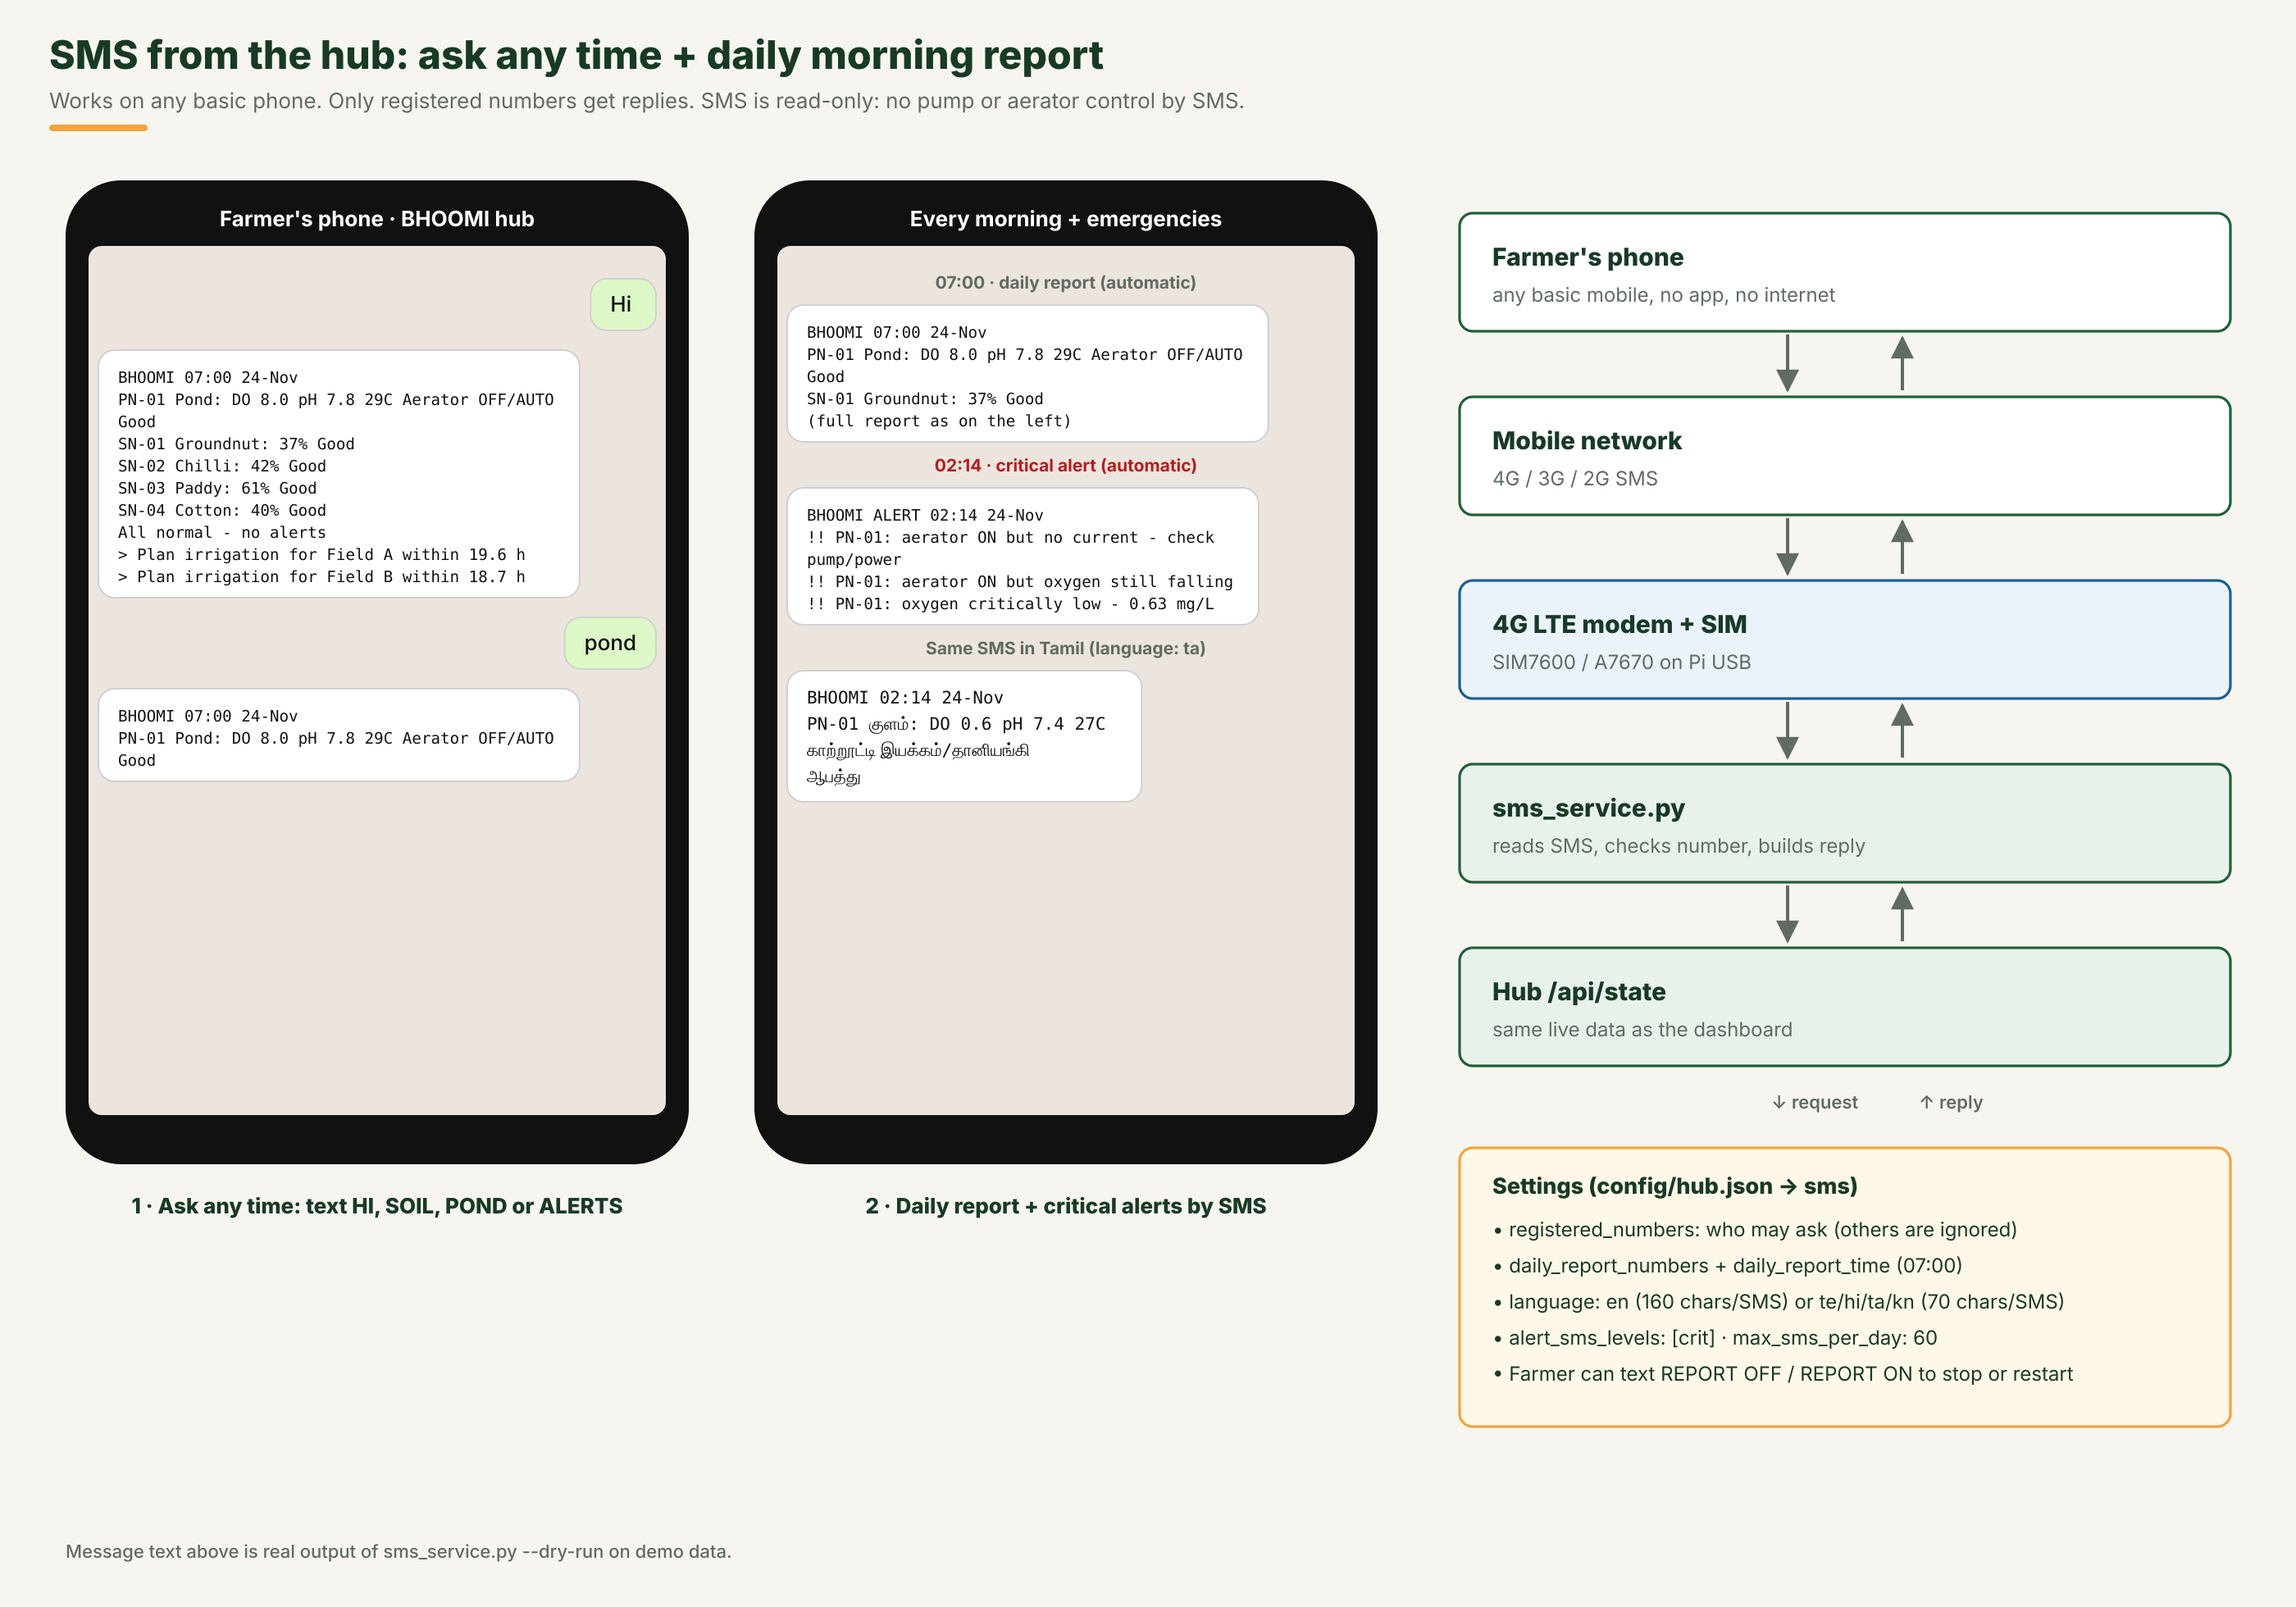 SMS from the hub: ask any time + daily morning report
Works on any basic phone. Only registered numbers get replies. SMS is read-only: no pump or aerator control by SMS.
Farmer's phone · BHOOMI hub
Hi
BHOOMI 07:00 24-Nov
PN-01 Pond: DO 8.0 pH 7.8 29C Aerator OFF/AUTO
Good
SN-01 Groundnut: 37% Good
SN-02 Chilli: 42% Good
SN-03 Paddy: 61% Good
SN-04 Cotton: 40% Good
All normal - no alerts
> Plan irrigation for Field A within 19.6 h
> Plan irrigation for Field B within 18.7 h
pond
BHOOMI 07:00 24-Nov
PN-01 Pond: DO 8.0 pH 7.8 29C Aerator OFF/AUTO
Good
1 · Ask any time: text HI, SOIL, POND or ALERTS
Every morning + emergencies
07:00 · daily report (automatic)
BHOOMI 07:00 24-Nov
PN-01 Pond: DO 8.0 pH 7.8 29C Aerator OFF/AUTO
Good
SN-01 Groundnut: 37% Good
(full report as on the left)
02:14 · critical alert (automatic)
BHOOMI ALERT 02:14 24-Nov
!! PN-01: aerator ON but no current - check
pump/power
!! PN-01: aerator ON but oxygen still falling
!! PN-01: oxygen critically low - 0.63 mg/L
Same SMS in Tamil (language: ta)
BHOOMI 02:14 24-Nov
PN-01 குளம்: DO 0.6 pH 7.4 27C
காற்றூட்டி இயக்கம்/தானியங்கி
ஆபத்து
2 · Daily report + critical alerts by SMS
Farmer's phone
any basic mobile, no app, no internet
Mobile network
4G / 3G / 2G SMS
4G LTE modem + SIM
SIM7600 / A7670 on Pi USB
sms_service.py
reads SMS, checks number, builds reply
Hub /api/state
same live data as the dashboard
↓ request ↑ reply
Settings (config/hub.json → sms)
• registered_numbers: who may ask (others are ignored)
• daily_report_numbers + daily_report_time (07:00)
• language: en (160 chars/SMS) or te/hi/ta/kn (70 chars/SMS)
• alert_sms_levels: [crit] · max_sms_per_day: 60
• Farmer can text REPORT OFF / REPORT ON to stop or restart
Message text above is real output of sms_service.py --dry-run on demo data.